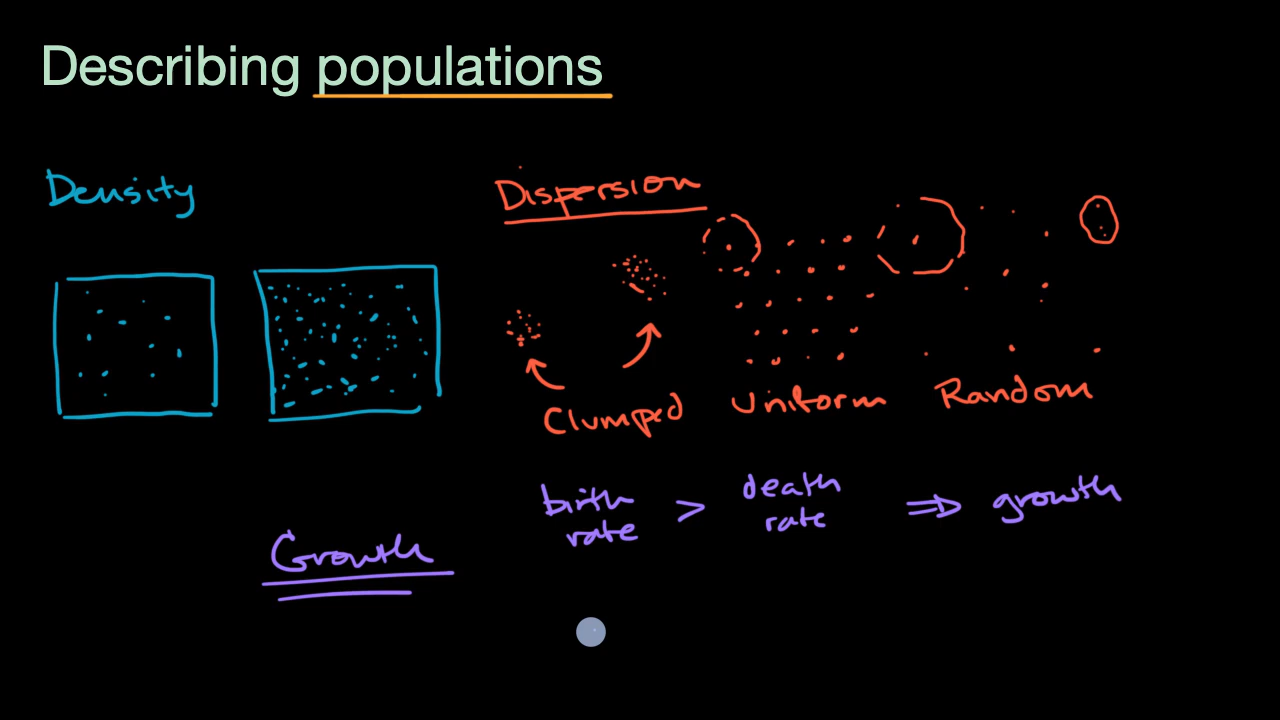 Describing populations
Density
Dispersion
Clumped
Uniform
Random
birth
rate
>
death
rate
⇒
growth
Growth